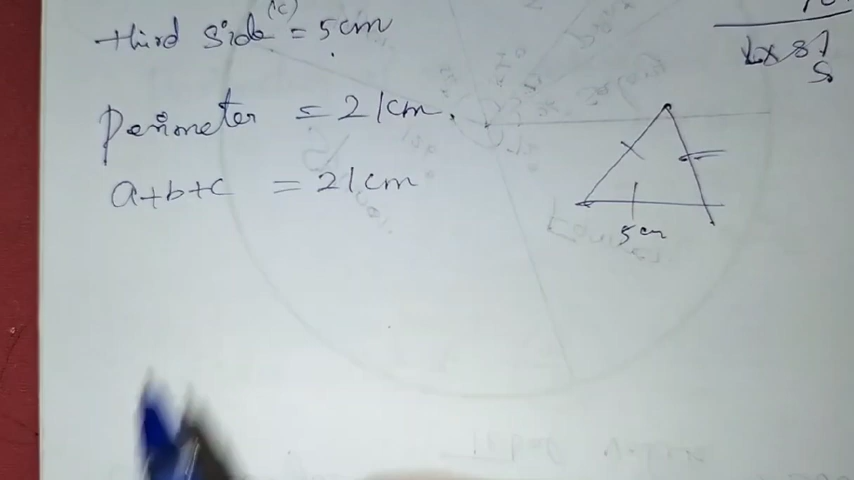 third side (c) = 5cm
perimeter = 21cm.
a+b+c = 21cm
5cm